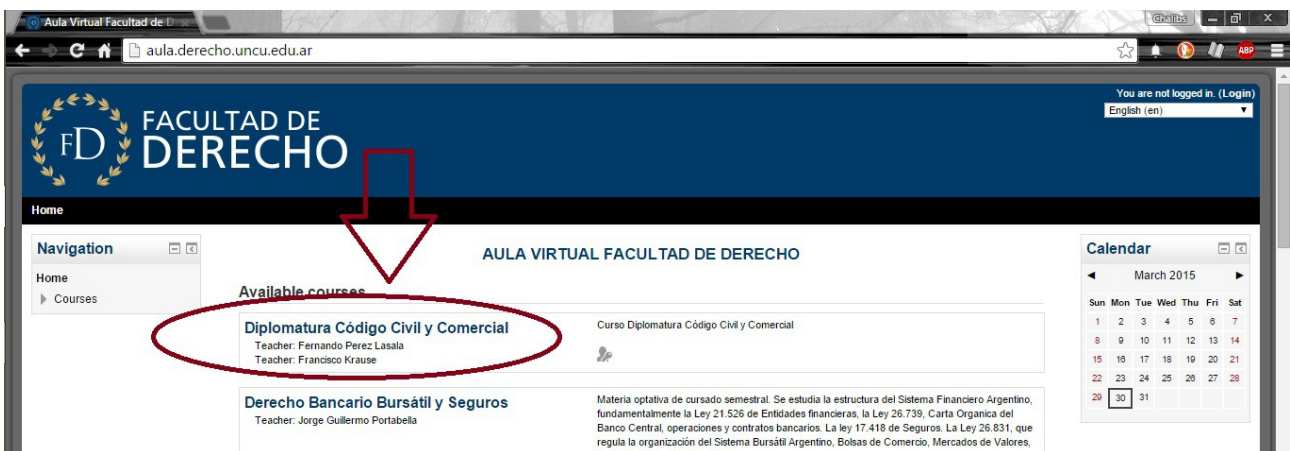 Aula Virtual Facultad de D
Chalibs
aula.derecho.uncu.edu.ar
ABP
You are not logged in. (Login)
English (en)
FD
FACULTAD DE
DERECHO
Home
Navigation
Home
Courses
AULA VIRTUAL FACULTAD DE DERECHO
Available courses
Diplomatura Código Civil y Comercial
Teacher: Fernando Perez Lasala
Teacher: Francisco Krause
Curso Diplomatura Código Civil y Comercial
Derecho Bancario Bursátil y Seguros
Teacher: Jorge Guillermo Portabella
Materia optativa de cursado semestral. Se estudia la estructura del Sistema Financiero Argentino,
fundamentalmente la Ley 21.526 de Entidades financieras, la Ley 26.739, Carta Organica del
Banco Central, operaciones y contratos bancarios. La ley 17.418 de Seguros. La Ley 26.831, que
regula la organización del Sistema Bursátil Argentino, Bolsas de Comercio, Mercados de Valores,
Calendar
March 2015
Sun Mon Tue Wed Thu Fri Sat
1 2 3 4 5 6 7
8 9 10 11 12 13 14
15 16 17 18 19 20 21
22 23 24 25 26 27 28
29 30 31